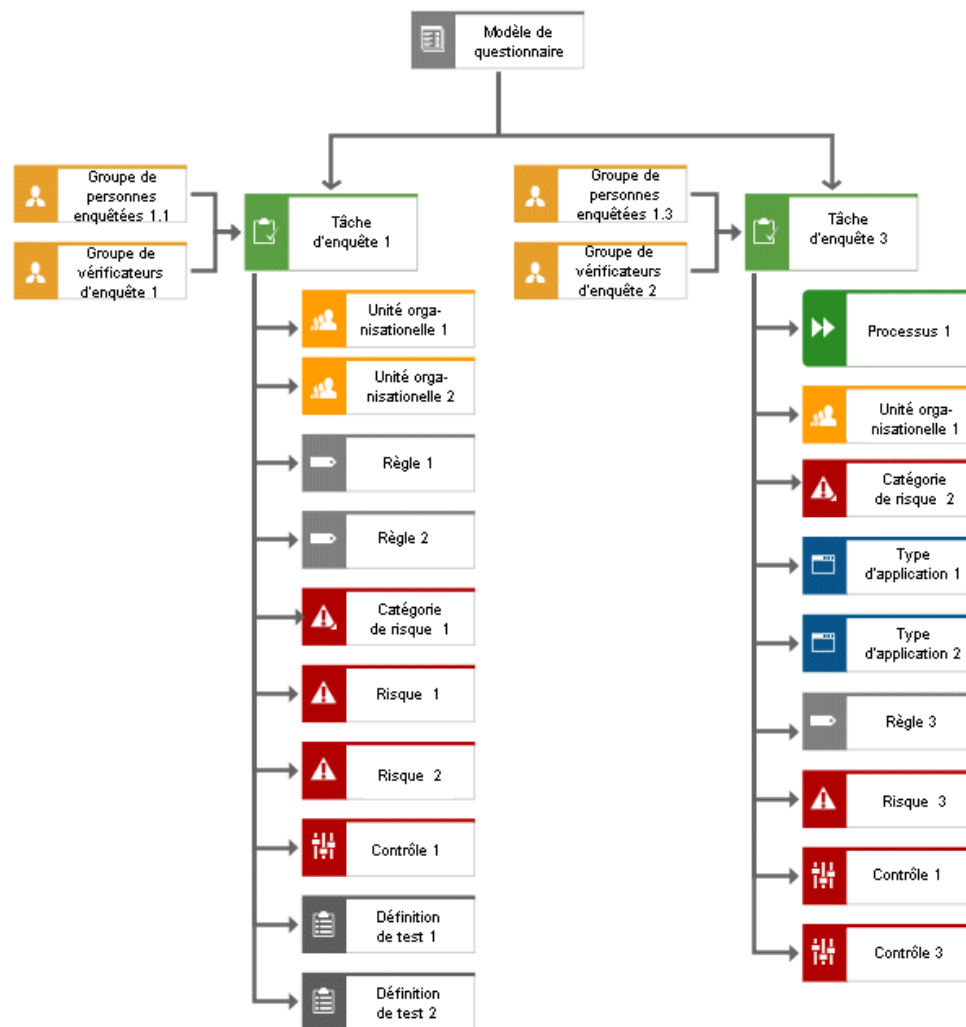 Modèle de
questionnaire
Groupe de
personnes
enquêtées 1.1
Groupe de
vérificateurs
d'enquête 1
Tâche
d'enquête 1
Unité orga-
nisationelle 1
Unité orga-
nisationelle 2
Règle 1
Règle 2
Catégorie
de risque 1
Risque 1
Risque 2
Contrôle 1
Définition
de test 1
Définition
de test 2
Groupe de
personnes
enquêtées 1.3
Groupe de
vérificateurs
d'enquête 2
Tâche
d'enquête 3
Processus 1
Unité orga-
nisationelle 1
Catégorie
de risque 2
Type
d'application 1
Type
d'application 2
Règle 3
Risque 3
Contrôle 1
Contrôle 3